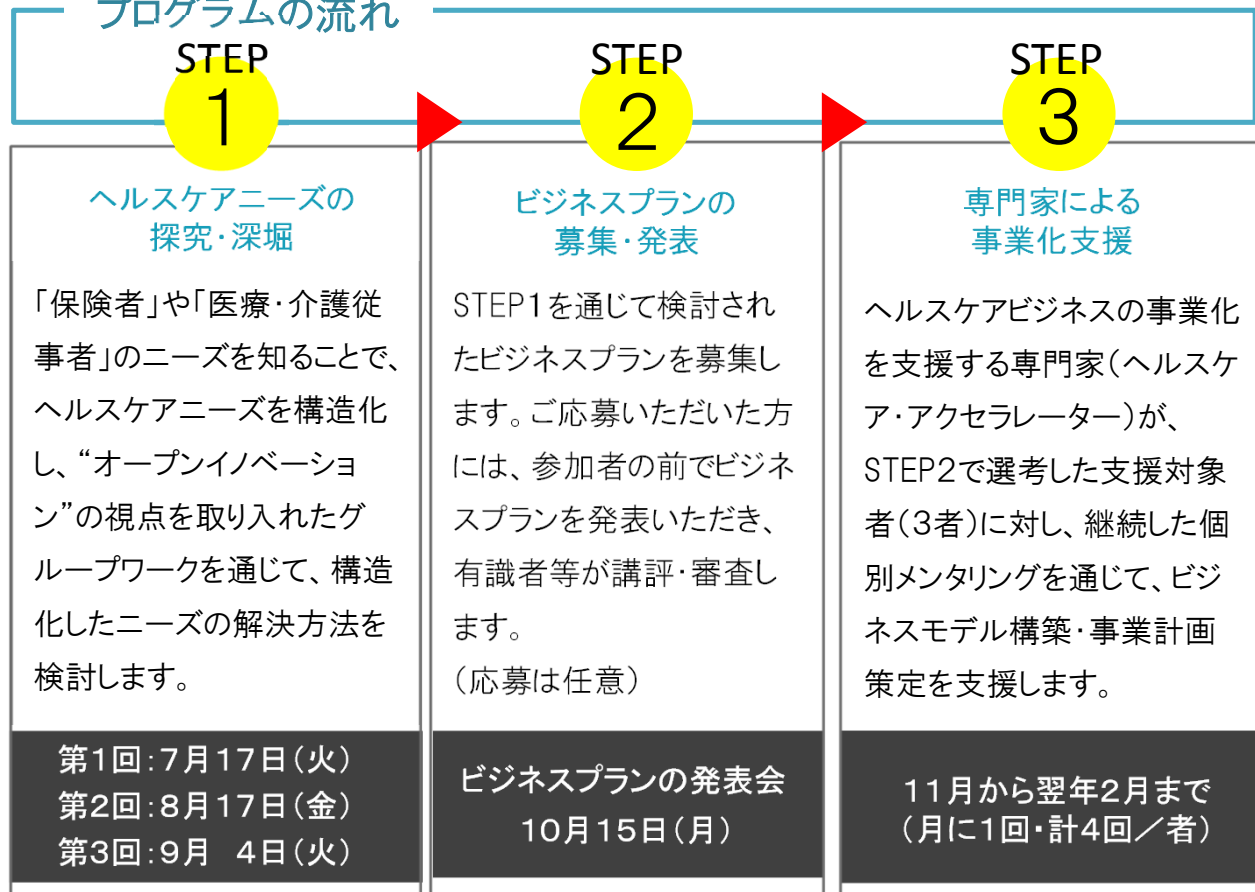 プログラムの流れ
STEP
1
STEP
2
STEP
3
ヘルスケアニーズの
探究・深堀
「保険者」や「医療・介護従
事者」のニーズを知ることで、
ヘルスケアニーズを構造化
し、“オープンイノベーショ
ン”の視点を取り入れたグ
ループワークを通じて、構造
化したニーズの解決方法を
検討します。
第1回:7月17日(火)
第2回:8月17日(金)
第3回:9月 4日(火)
ビジネスプランの
募集・発表
STEP1を通じて検討され
たビジネスプランを募集し
ます。ご応募いただいた方
には、参加者の前でビジネ
スプランを発表いただき、
有識者等が講評・審査し
ます。
(応募は任意)
ビジネスプランの発表会
10月15日(月)
専門家による
事業化支援
ヘルスケアビジネスの事業化
を支援する専門家(ヘルスケ
ア・アクセラレーター)が、
STEP2で選考した支援対象
者(3者)に対し、継続した個
別メンタリングを通じて、ビジ
ネスモデル構築・事業計画
策定を支援します。
11月から翌年2月まで
(月に1回・計4回/者)